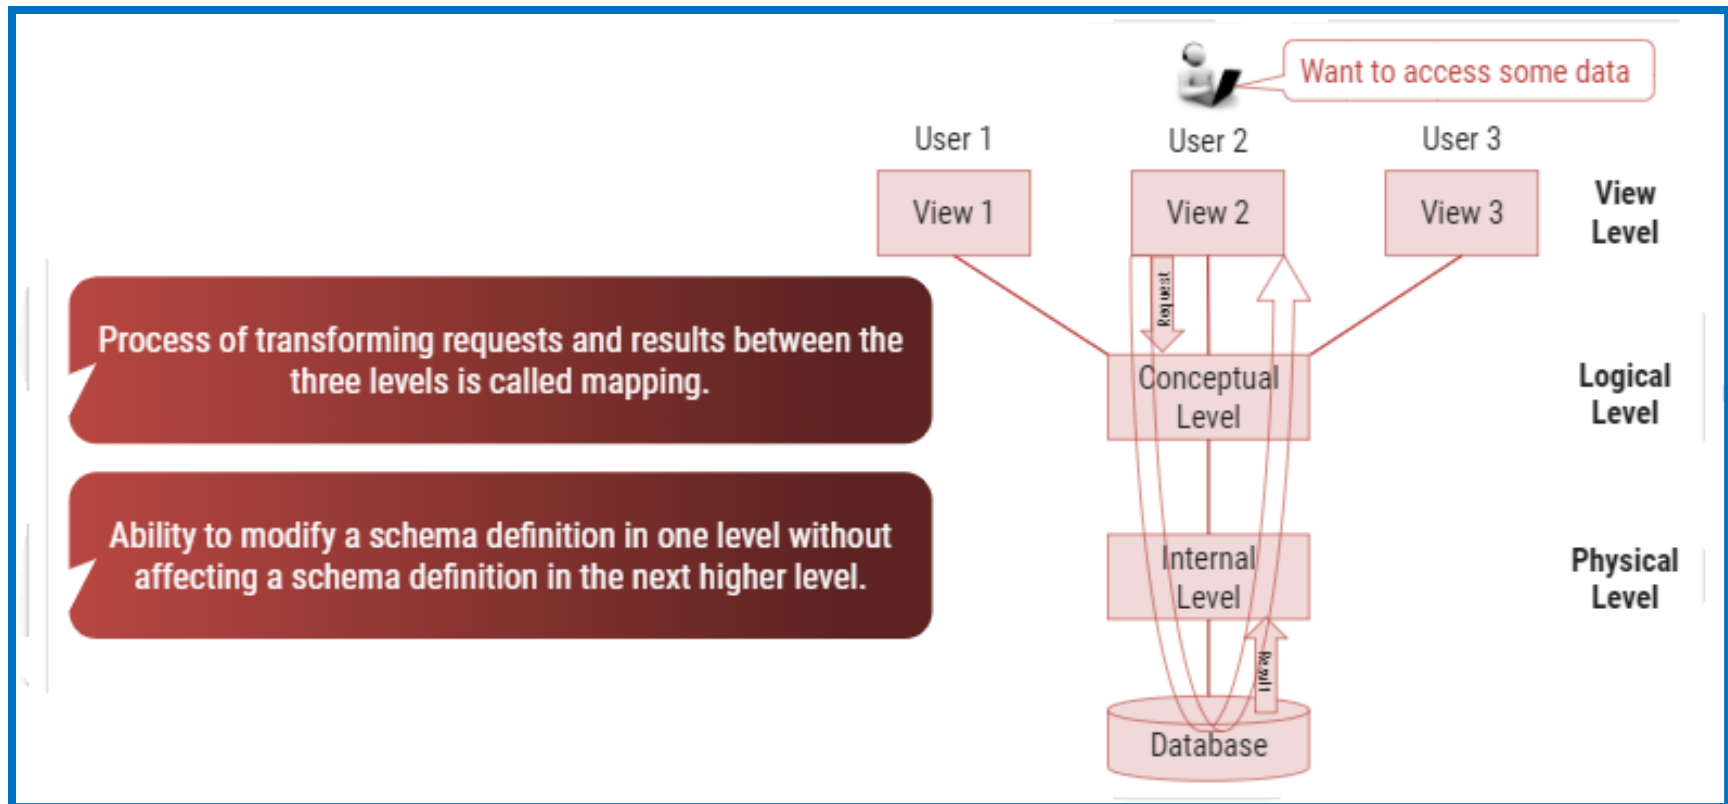 Want to access some data
User 1
User 2
User 3
View 1
View 2
View 3
View
Level
Process of transforming requests and results between the
three levels is called mapping.
Request
Conceptual
Level
Logical
Level
Ability to modify a schema definition in one level without
affecting a schema definition in the next higher level.
Internal
Level
Physical
Level
Result
Database